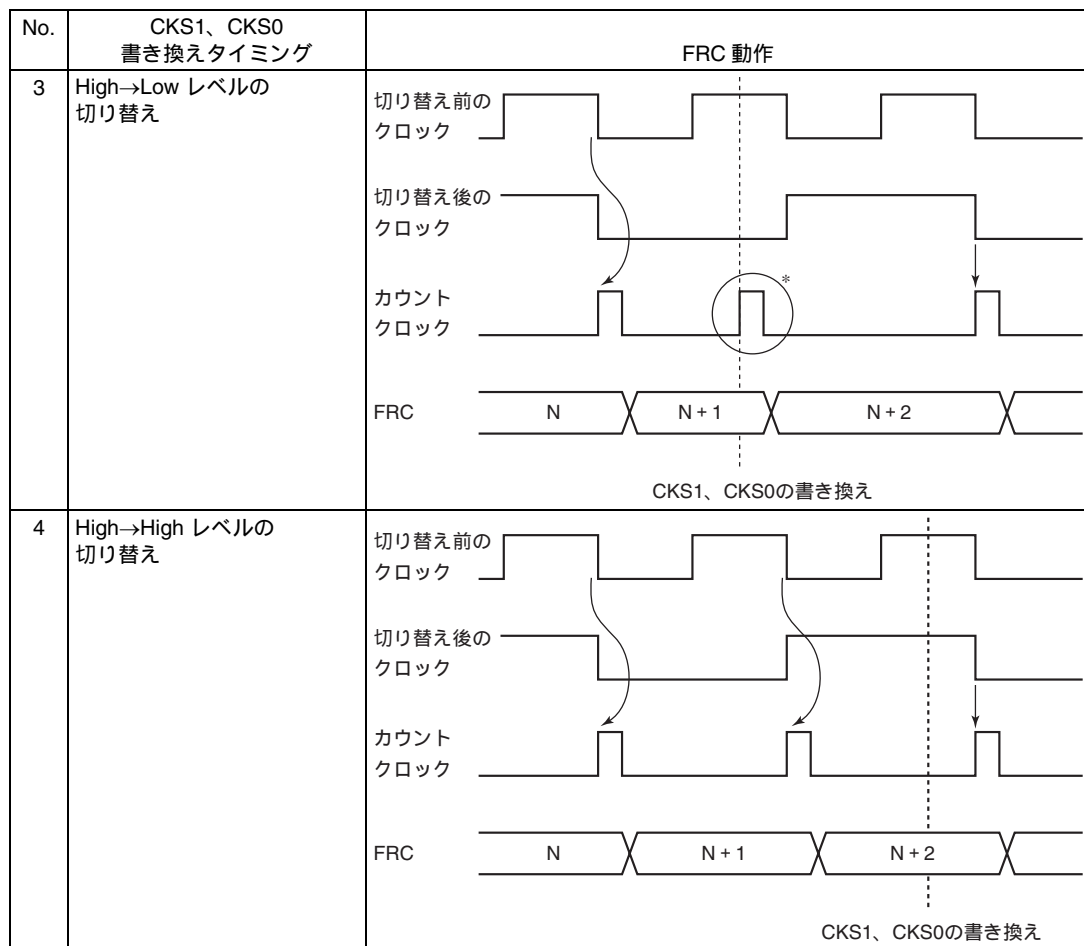 No.
CKS1、CKS0
書き換えタイミング
FRC 動作
3
High→Low レベルの
切り替え
切り替え前の
クロック
切り替え後の
クロック
*
カウント
クロック
FRC
N
N + 1
N + 2
CKS1、CKS0の書き換え
4
High→High レベルの
切り替え
切り替え前の
クロック
切り替え後の
クロック
カウント
クロック
FRC
N
N + 1
N + 2
CKS1、CKS0の書き換え